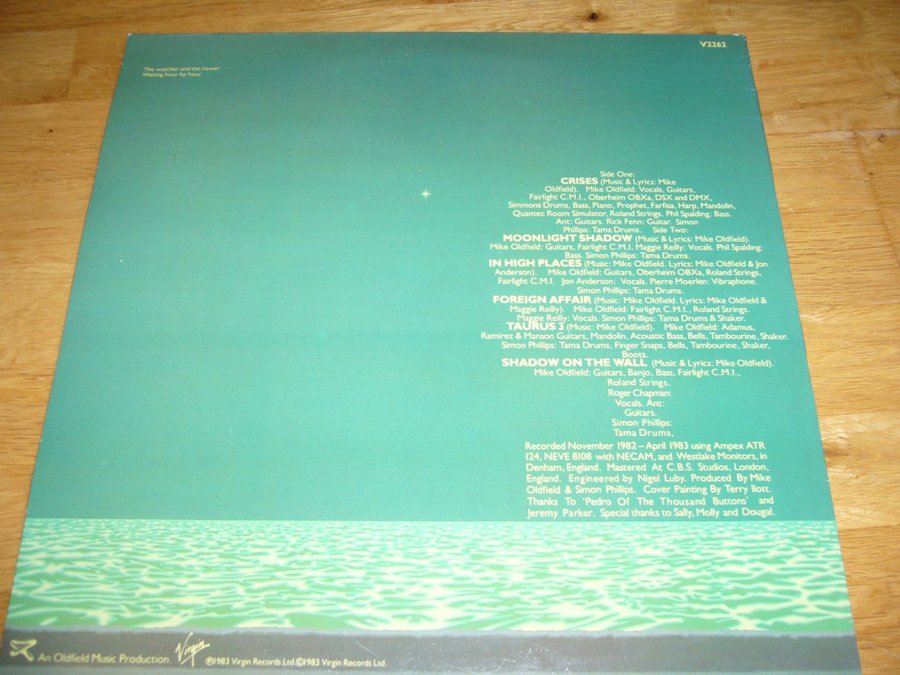 V2262
The watcher and the tower
Waiting hour by hour
Side One:
CRISES (Music & Lyrics: Mike
Oldfield). Mike Oldfield: Vocals, Guitars,
Fairlight C.M.I., Oberheim OBXa, DSX and DMX,
Simmons Drums, Bass, Piano, Prophet, Farfisa, Harp, Mandolin,
Quantec Room Simulator, Roland Strings. Phil Spalding: Bass.
Ant: Guitars. Rick Fenn: Guitar. Simon
Phillips: Tama Drums. Side Two:
MOONLIGHT SHADOW (Music & Lyrics: Mike Oldfield).
Mike Oldfield: Guitars, Fairlight C.M.I. Maggie Reilly: Vocals. Phil Spalding:
Bass. Simon Phillips: Tama Drums.
IN HIGH PLACES (Music: Mike Oldfield. Lyrics: Mike Oldfield & Jon
Anderson). Mike Oldfield: Guitars, Oberheim OBXa, Roland Strings,
Fairlight C.M.I. Jon Anderson: Vocals. Pierre Moerlen: Vibraphone.
Simon Phillips: Tama Drums.
FOREIGN AFFAIR (Music: Mike Oldfield. Lyrics: Mike Oldfield &
Maggie Reilly). Mike Oldfield: Fairlight C.M.I., Roland Strings.
Maggie Reilly: Vocals. Simon Phillips: Tama Drums & Shaker.
TAURUS 3 (Music: Mike Oldfield). Mike Oldfield: Adamus,
Ramirez & Manson Guitars, Mandolin, Acoustic Bass, Bells, Tambourine, Shaker.
Simon Phillips: Tama Drums, Finger Snaps, Bells, Tambourine, Shaker,
Boots.
SHADOW ON THE WALL (Music & Lyrics: Mike Oldfield).
Mike Oldfield: Guitars, Banjo, Bass, Fairlight C.M.I.,
Roland Strings.
Roger Chapman:
Vocals. Ant:
Guitars.
Simon Phillips:
Tama Drums.
Recorded November 1982 – April 1983 using Ampex ATR
124, NEVE 8108 with NECAM, and Westlake Monitors, in
Denham, England. Mastered At C.B.S. Studios, London,
England. Engineered by Nigel Luby. Produced By Mike
Oldfield & Simon Phillips. Cover Painting By Terry Ilott.
Thanks To 'Pedro Of The Thousand Buttons' and
Jeremy Parker. Special thanks to Sally, Molly and Dougal.
An Oldfield Music Production. Virgin ℗1983 Virgin Records Ltd.©1983 Virgin Records Ltd.